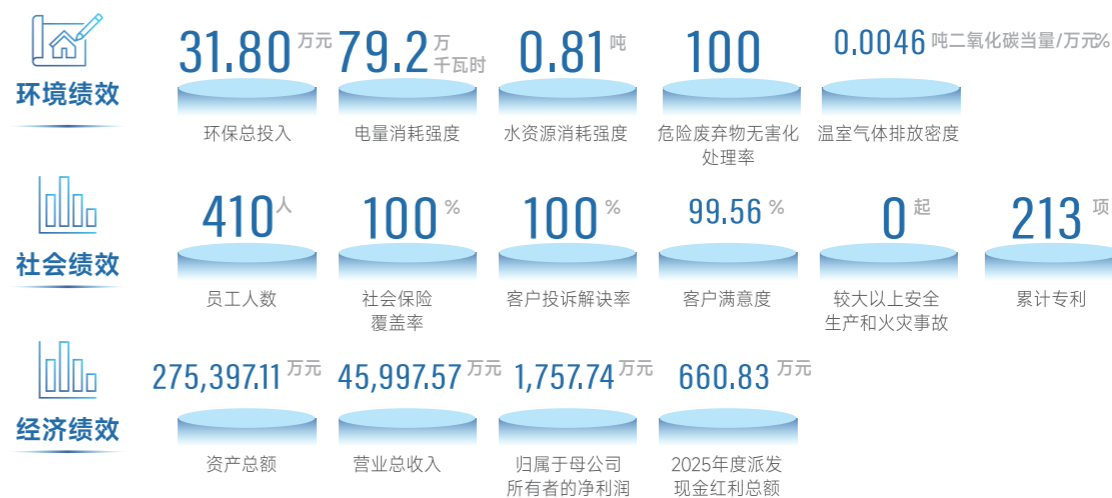 环境绩效
31.80 万元
环保总投入
79.2 万
千瓦时
电量消耗强度
0.81 吨
水资源消耗强度
100
危险废弃物无害化
处理率
0.0046 吨二氧化碳当量/万元%
温室气体排放密度
社会绩效
410 人
员工人数
100 %
社会保险
覆盖率
100 %
客户投诉解诀率
99.56 %
客户满意度
0 起
较大以上安全
生产和火灾事故
213 项
累计专利
经济绩效
275,397.11 万元
资产总额
45,997.57 万元
营业总收入
1,757.74 万元
归属于母公司
所有者的净利润
660.83 万元
2025年度派发
现金红利总额